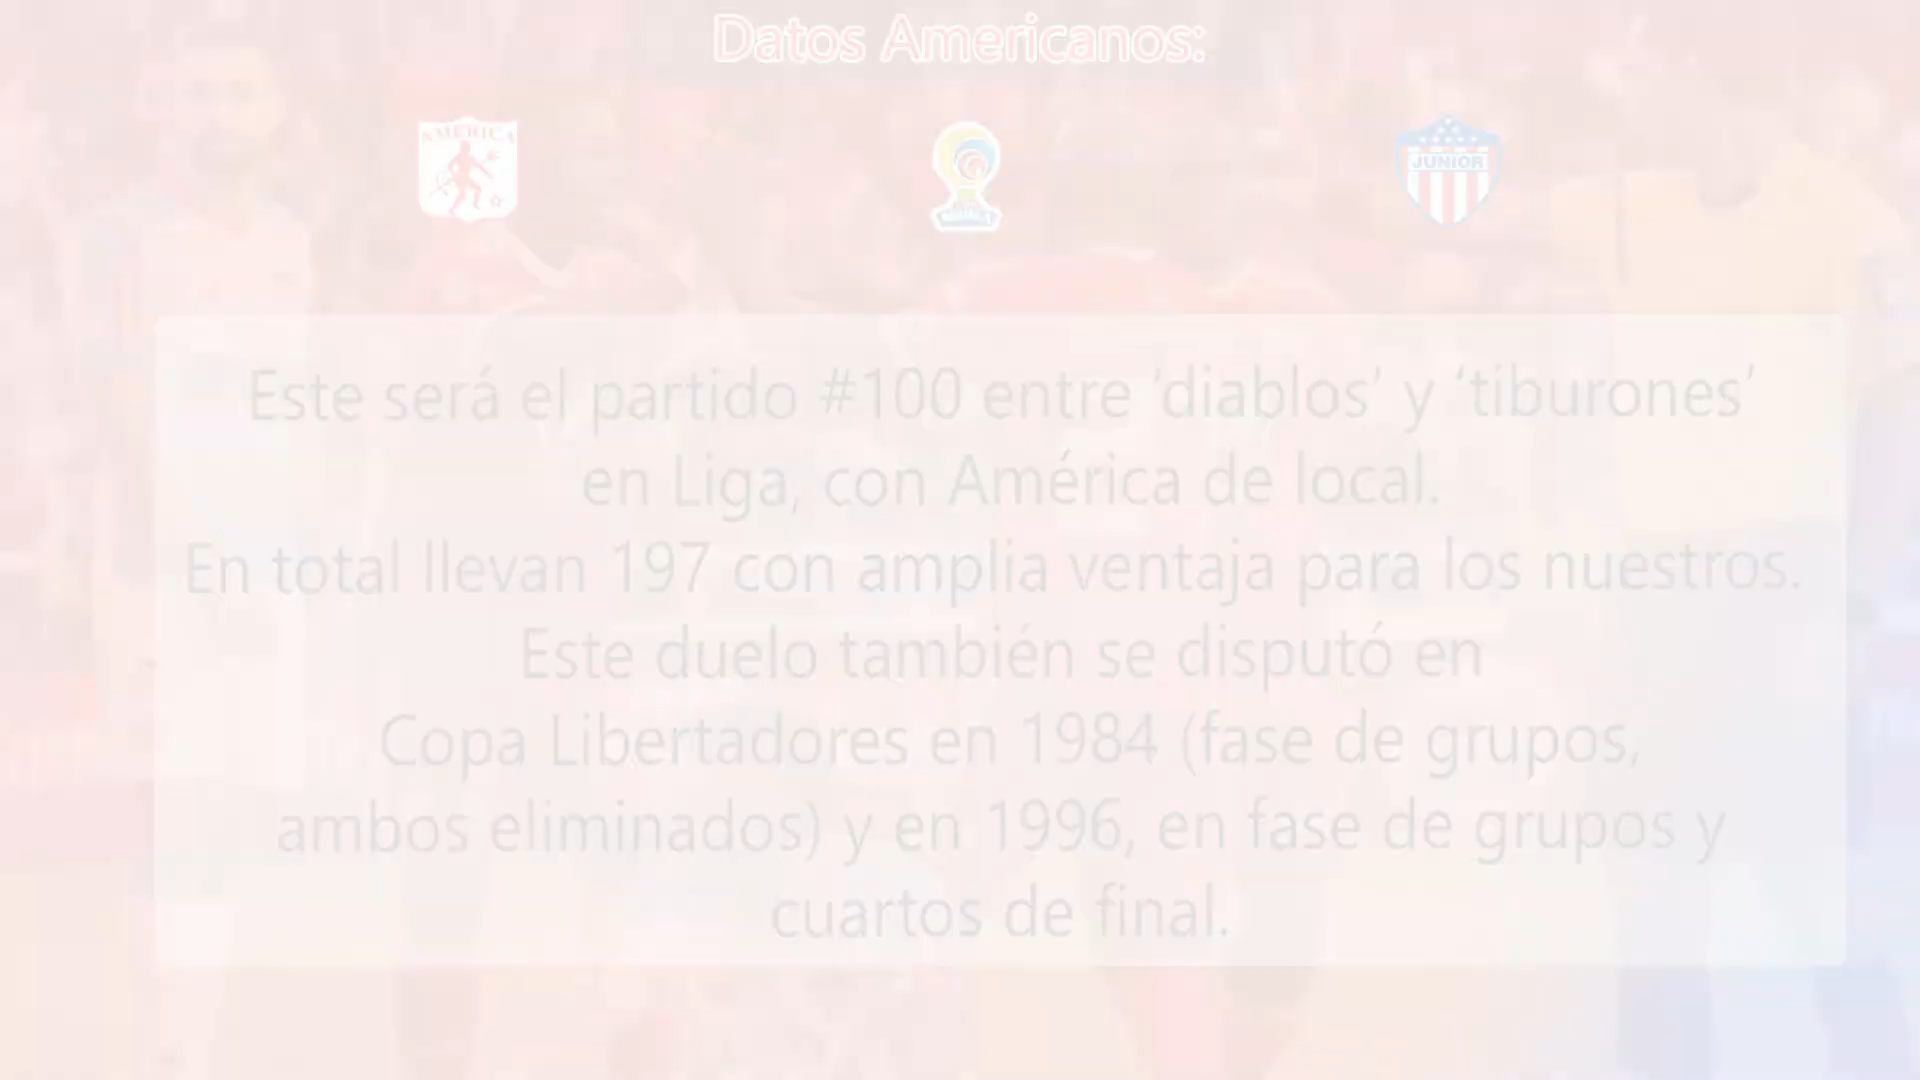 Datos Americanos:
AMERICA
JUNIOR
Este será el partido #100 entre ‘diablos’ y ‘tiburones’
en Liga, con América de local.
En total llevan 197 con amplia ventaja para los nuestros.
Este duelo también se disputó en
Copa Libertadores en 1984 (fase de grupos,
ambos eliminados) y en 1996, en fase de grupos y
cuartos de final.